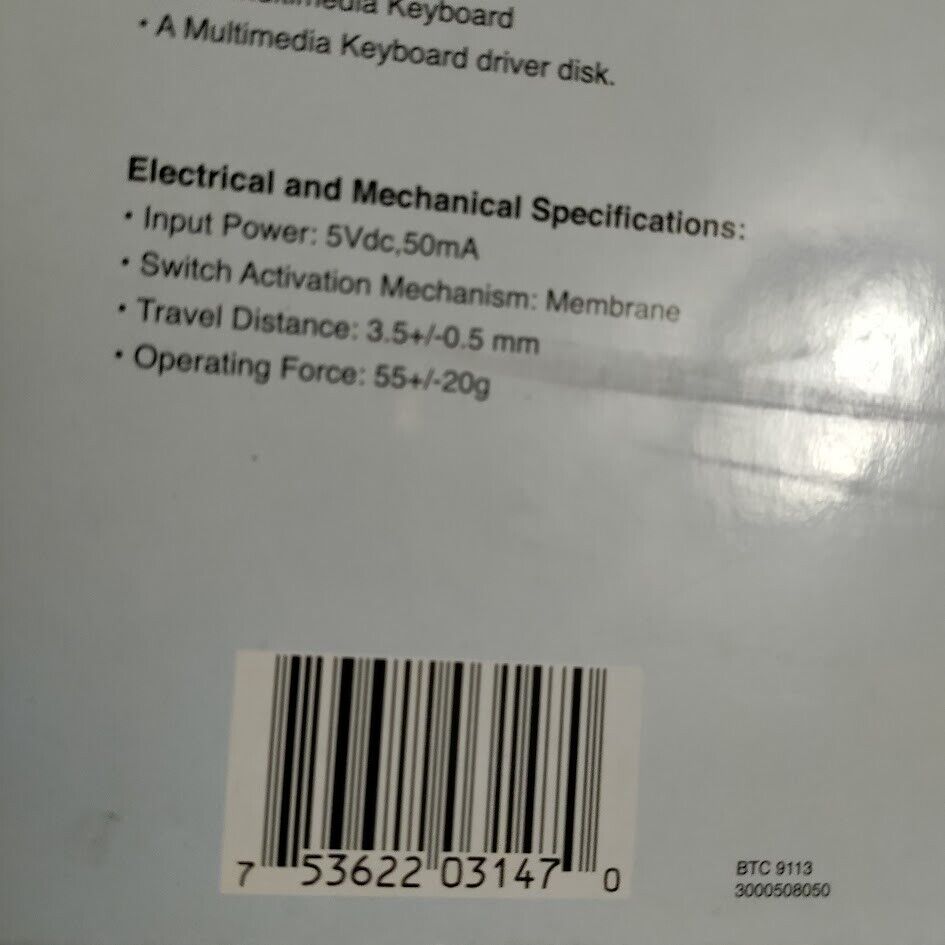 Multimedia Keyboard
• A Multimedia Keyboard driver disk.
Electrical and Mechanical Specifications:
• Input Power: 5Vdc,50mA
• Switch Activation Mechanism: Membrane
• Travel Distance: 3.5+/-0.5 mm
• Operating Force: 55+/-20g
7 53622 03147 0
BTC 9113
3000508050